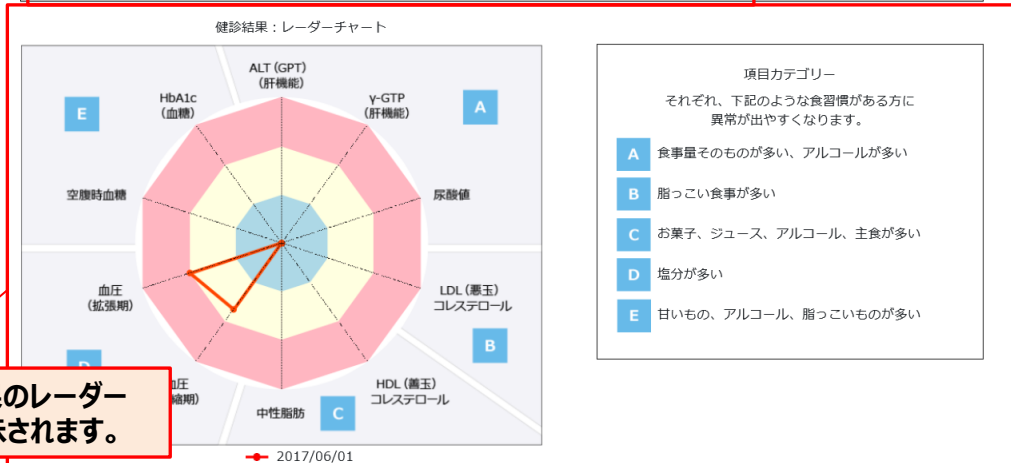 健診結果：レーダーチャート
ALT (GPT)
(肝機能)
HbA1c
(血糖)
γ-GTP
(肝機能)
E
A
空腹時血糖
尿酸値
血圧
(拡張期)
LDL (悪玉)
コレステロール
B
D
血圧
縮期)
HDL (善玉)
コレステロール
中性脂肪
C
のレーダー
示されます。
2017/06/01
項目カテゴリー
それぞれ、下記のような食習慣がある方に
異常が出やすくなります。
A 食事量そのものが多い、アルコールが多い
B 脂っこい食事が多い
C お菓子、ジュース、アルコール、主食が多い
D 塩分が多い
E 甘いもの、アルコール、脂っこいものが多い